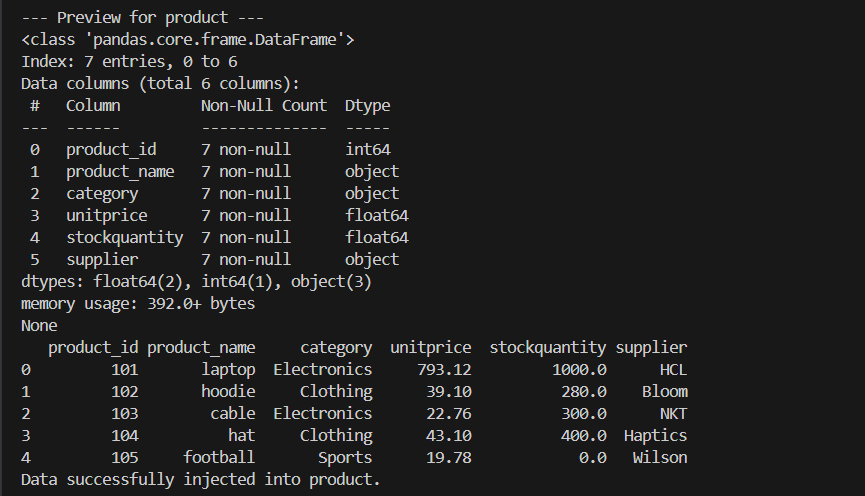 --- Preview for product ---
<class 'pandas.core.frame.DataFrame'>
Index: 7 entries, 0 to 6
Data columns (total 6 columns):
 #   Column         Non-Null Count  Dtype
---  ------         --------------  -----
 0   product_id     7 non-null      int64
 1   product_name   7 non-null      object
 2   category       7 non-null      object
 3   unitprice      7 non-null      float64
 4   stockquantity  7 non-null      float64
 5   supplier       7 non-null      object
dtypes: float64(2), int64(1), object(3)
memory usage: 392.0+ bytes
None
   product_id product_name     category  unitprice  stockquantity supplier
0         101       laptop  Electronics     793.12         1000.0      HCL
1         102       hoodie     Clothing      39.10          280.0    Bloom
2         103        cable  Electronics      22.76          300.0      NKT
3         104          hat     Clothing      43.10          400.0  Haptics
4         105     football       Sports      19.78            0.0   Wilson
Data successfully injected into product.